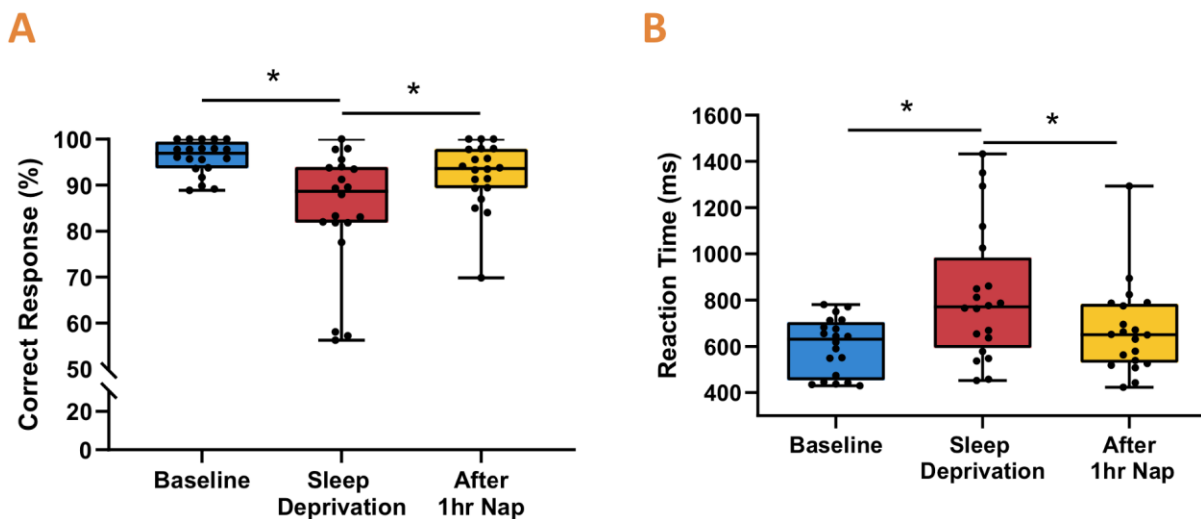 A
*
*
Correct Response (%)
100
90
80
70
60
50
20
0
Baseline
Sleep
Deprivation
After
1hr Nap
B
*
*
Reaction Time (ms)
1600
1400
1200
1000
800
600
400
Baseline
Sleep
Deprivation
After
1hr Nap